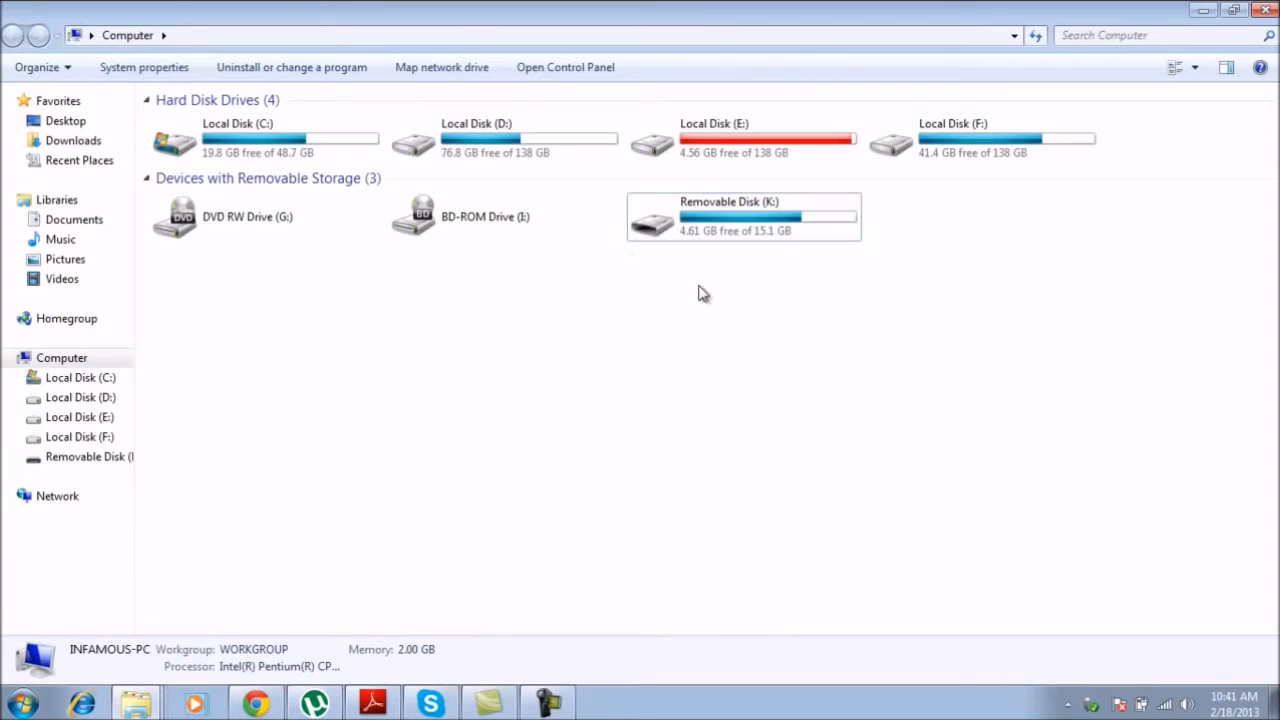 Computer
Search Computer
Organize
System properties
Uninstall or change a program
Map network drive
Open Control Panel
Favorites
Desktop
Downloads
Recent Places
Libraries
Documents
Music
Pictures
Videos
Homegroup
Computer
Local Disk (C:)
Local Disk (D:)
Local Disk (E:)
Local Disk (F:)
Removable Disk (
Network
Hard Disk Drives (4)
Local Disk (C:)
19.8 GB free of 48.7 GB
Local Disk (D:)
76.8 GB free of 138 GB
Local Disk (E:)
4.56 GB free of 138 GB
Local Disk (F:)
41.4 GB free of 138 GB
Devices with Removable Storage (3)
DVD
DVD RW Drive (G:)
BD
BD-ROM Drive (I:)
Removable Disk (K:)
4.61 GB free of 15.1 GB
INFAMOUS-PC Workgroup: WORKGROUP Memory: 2.00 GB
Processor: Intel(R) Pentium(R) CP...
10:41 AM
2/18/2013